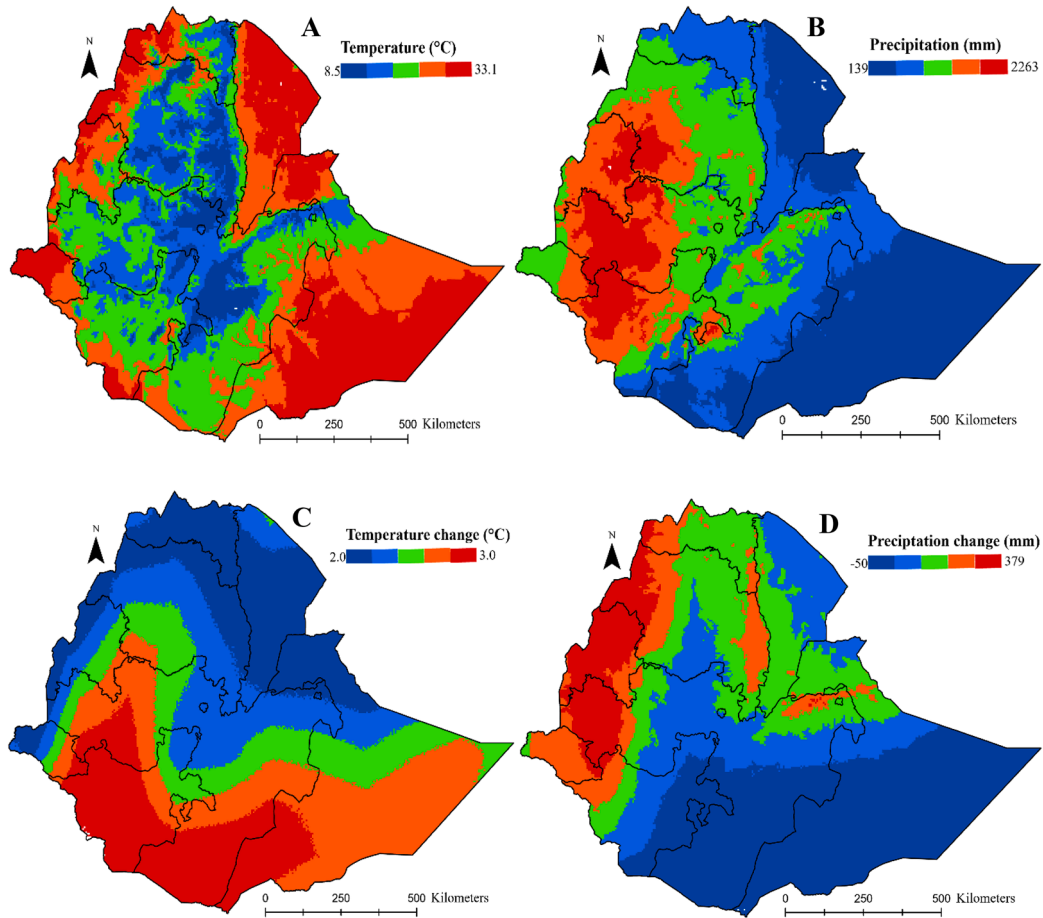 A
N
Temperature (°C)
8.5 33.1
0 250 500 Kilometers
B
N
Precipitation (mm)
139 2263
0 250 500 Kilometers
C
N
Temperature change (°C)
2.0 3.0
0 250 500 Kilometers
D
N
Preciptation change (mm)
-50 379
0 250 500 Kilometers